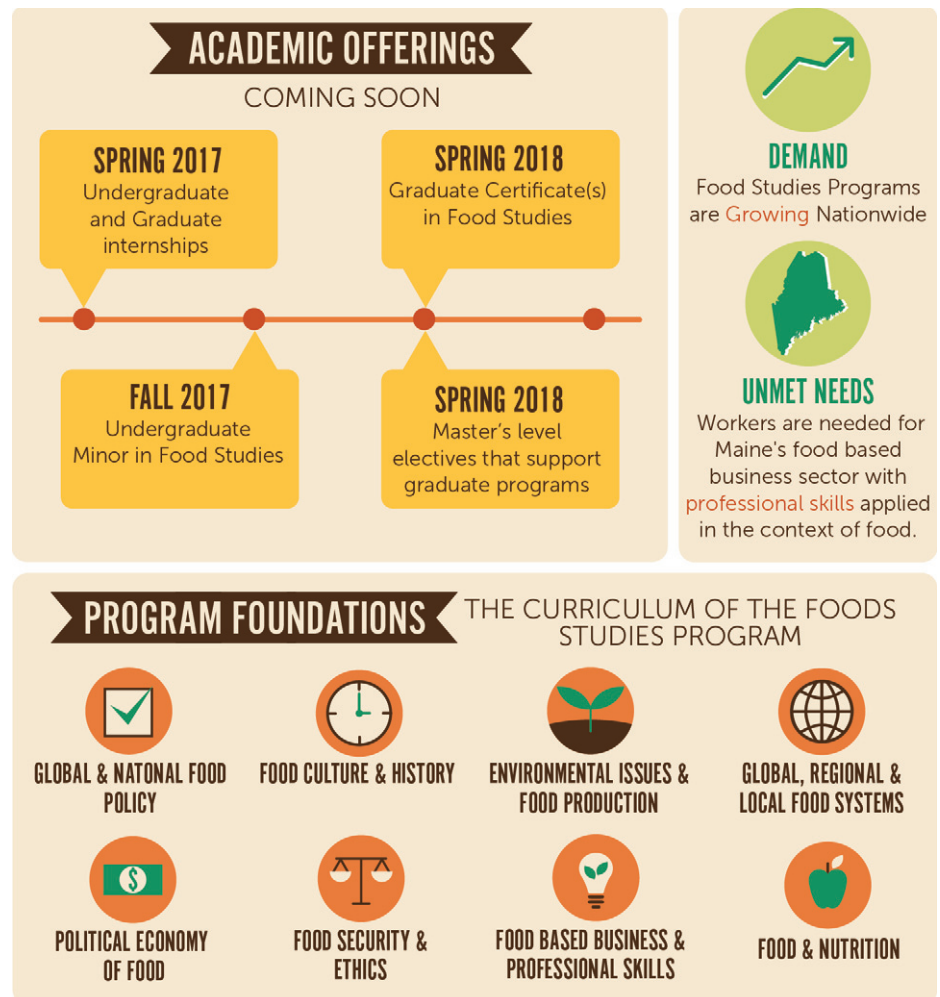 ACADEMIC OFFERINGS
COMING SOON
SPRING 2017
Undergraduate
and Graduate
internships
SPRING 2018
Graduate Certificate(s)
in Food Studies
FALL 2017
Undergraduate
Minor in Food Studies
SPRING 2018
Master's level
electives that support
graduate programs
DEMAND
Food Studies Programs
are Growing Nationwide
UNMET NEEDS
Workers are needed for
Maine's food based
business sector with
professional skills applied
in the context of food.
PROGRAM FOUNDATIONS
THE CURRICULUM OF THE FOODS
STUDIES PROGRAM
GLOBAL & NATONAL FOOD
POLICY
FOOD CULTURE & HISTORY
ENVIRONMENTAL ISSUES &
FOOD PRODUCTION
GLOBAL, REGIONAL &
LOCAL FOOD SYSTEMS
$
POLITICAL ECONOMY
OF FOOD
FOOD SECURITY &
ETHICS
FOOD BASED BUSINESS &
PROFESSIONAL SKILLS
FOOD & NUTRITION